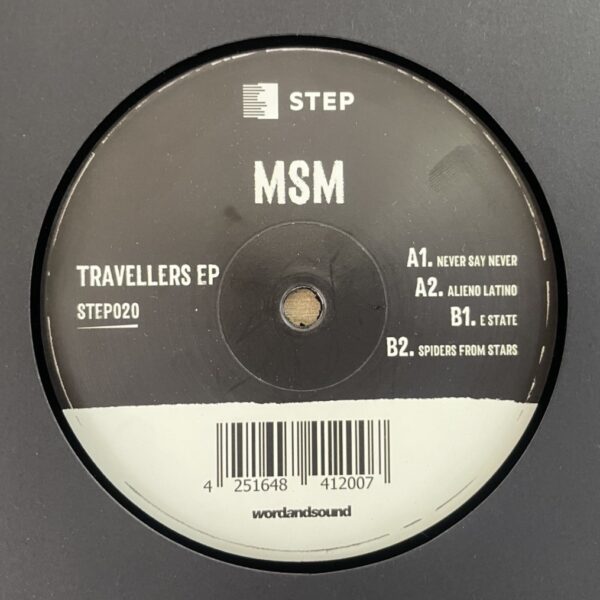 STEP
MSM
TRAVELLERS EP
STEP020
A1. NEVER SAY NEVER
A2. ALIENO LATINO
B1. E STATE
B2. SPIDERS FROM STARS
4 251648 412007
wordandsound